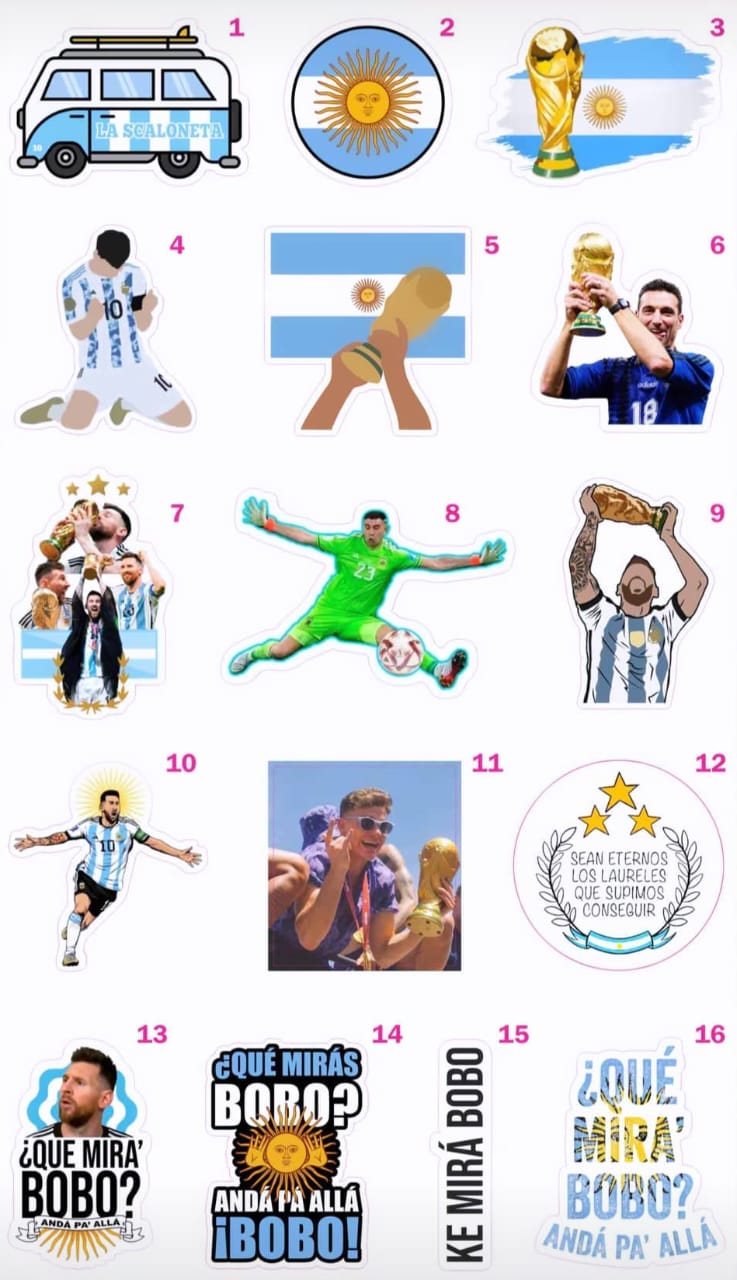 1
2
3
LA SCALONETA
10
4
5
6
10
10
adidas
18
7
8
9
23
10
11
12
10
SEAN ETERNOS
LOS LAURELES
QUE SUPIMOS
CONSEGUIR
13
14
15
16
¿QUE MIRA'
BOBO?
ANDÁ PA' ALLÁ
¿QUÉ MIRÁS
BOBO?
ANDÁ PA ALLÁ
¡BOBO!
KE MIRÁ BOBO
¿QUÉ
MIRA'
BOBO?
ANDÁ PA' ALLÁ